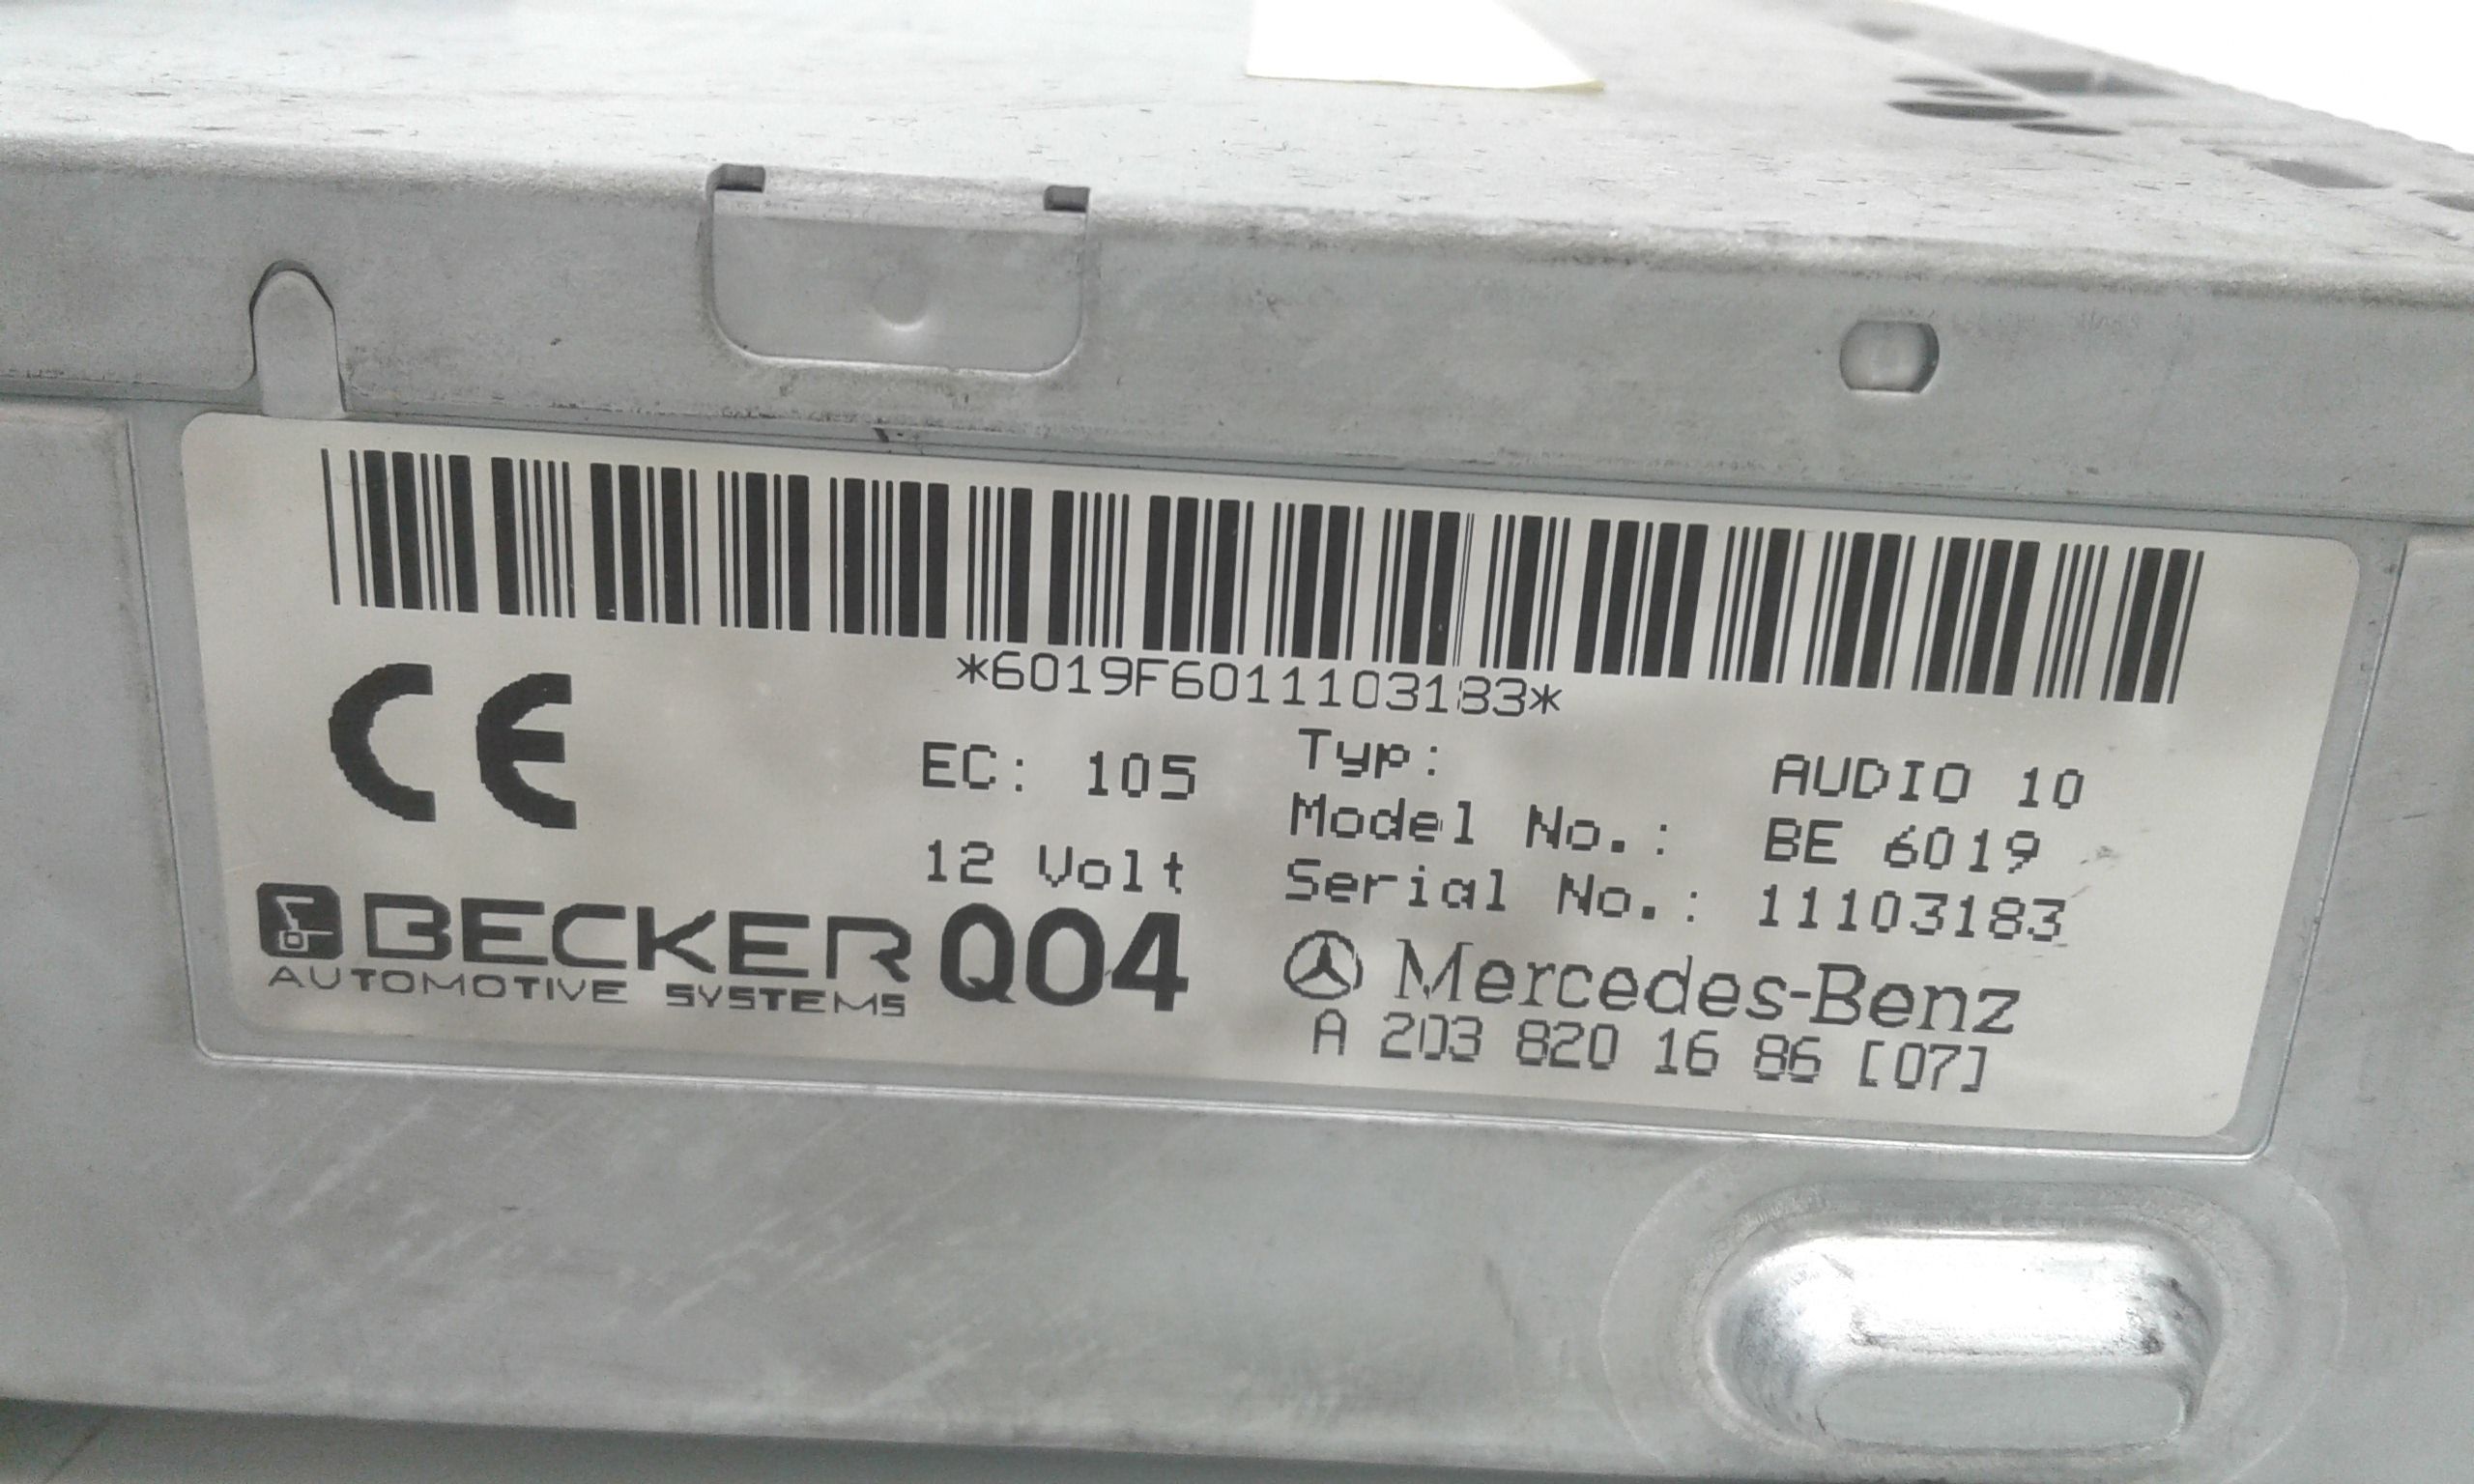 *6019F6011103183*
CE
EC: 105
12 Volt
Typ: AUDIO 10
Model No.: BE 6019
Serial No.: 11103183
BECKER Q04
AUTOMOTIVE SYSTEMS
Mercedes-Benz
A 203 820 16 86 [07]